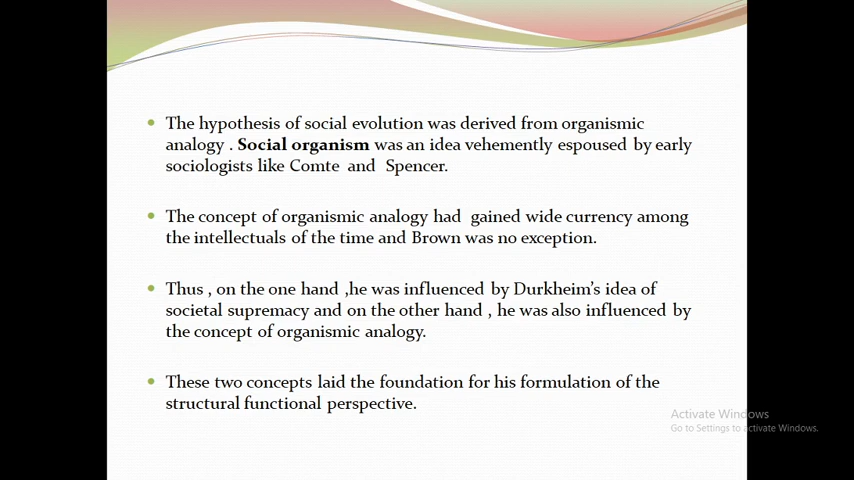 The hypothesis of social evolution was derived from organismic
analogy . Social organism was an idea vehemently espoused by early
sociologists like Comte and Spencer.
The concept of organismic analogy had gained wide currency among
the intellectuals of the time and Brown was no exception.
Thus , on the one hand ,he was influenced by Durkheim's idea of
societal supremacy and on the other hand , he was also influenced by
the concept of organismic analogy.
These two concepts laid the foundation for his formulation of the
structural functional perspective.
Activate Windows
Go to Settings to activate Windows.